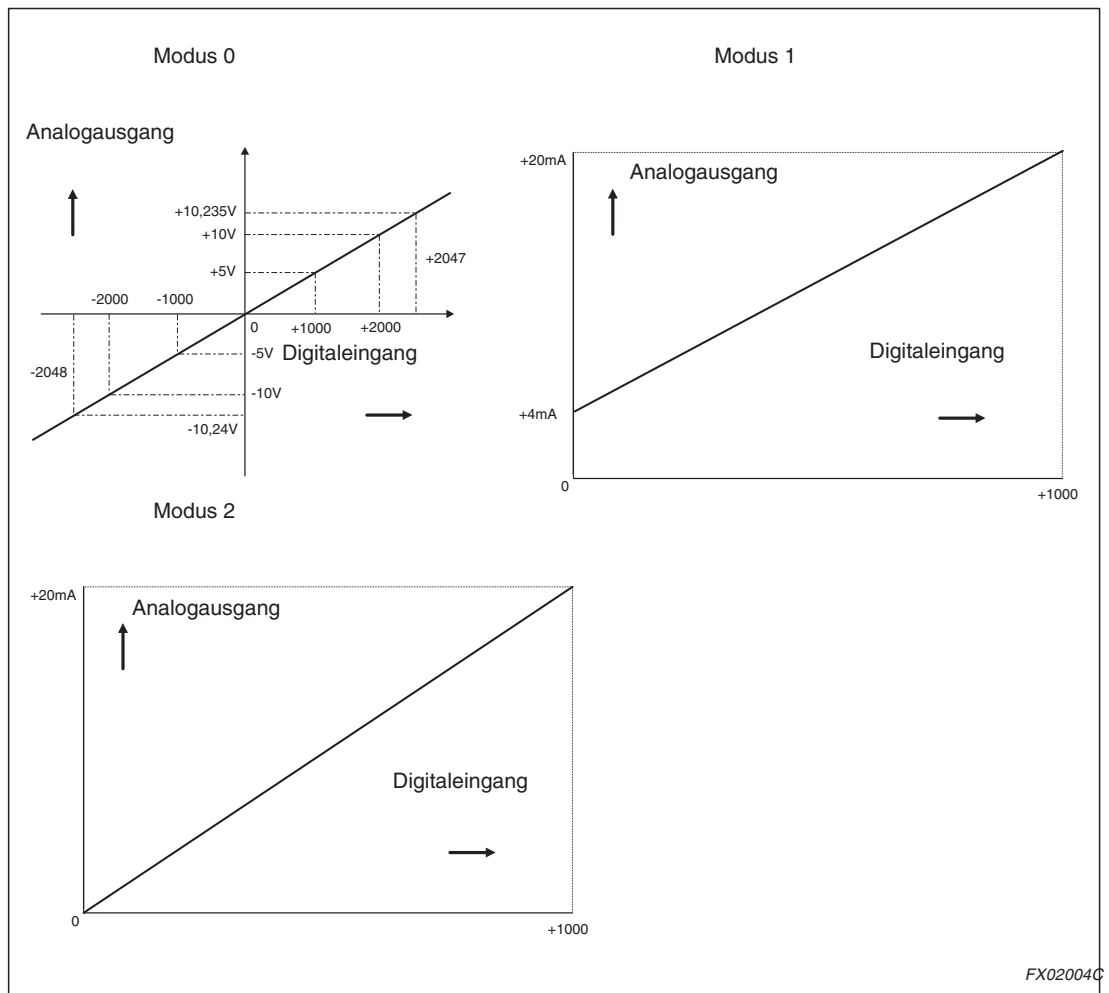 Modus 0
Analogausgang
+10,235V
+10V
+2047
+5V
-2000
-1000
0
+1000
+2000
-5V
Digitaleingang
-2048
-10V
-10,24V
Modus 1
+20mA
Analogausgang
Digitaleingang
+4mA
0
+1000
Modus 2
+20mA
Analogausgang
Digitaleingang
0
+1000
FX02004C